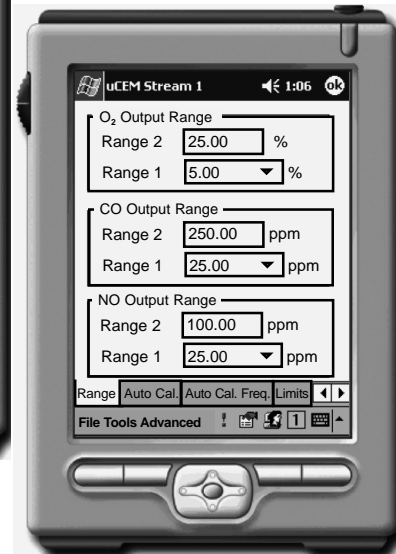 uCEM Stream 1 1:06 ok
O₂ Output Range
Range 2 25.00 %
Range 1 5.00 %
CO Output Range
Range 2 250.00 ppm
Range 1 25.00 ppm
NO Output Range
Range 2 100.00 ppm
Range 1 25.00 ppm
Range Auto Cal. Auto Cal. Freq. Limits
File Tools Advanced 1